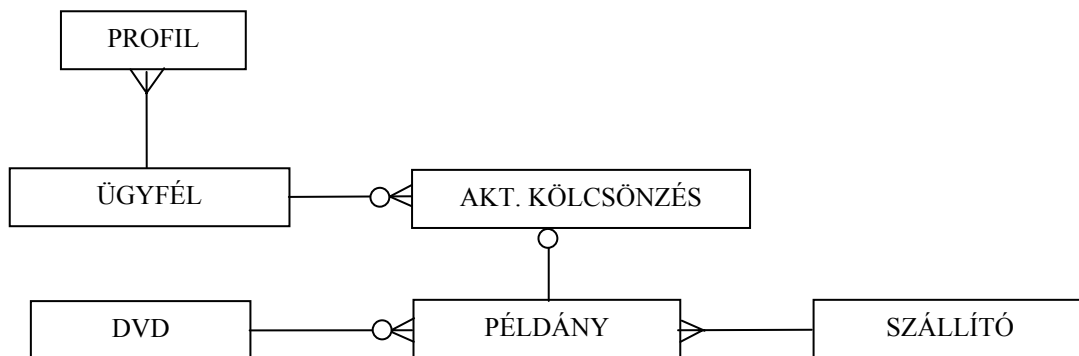 PROFIL
ÜGYFÉL
AKT. KÖLCSÖNZÉS
DVD
PÉLDÁNY
SZÁLLÍTÓ